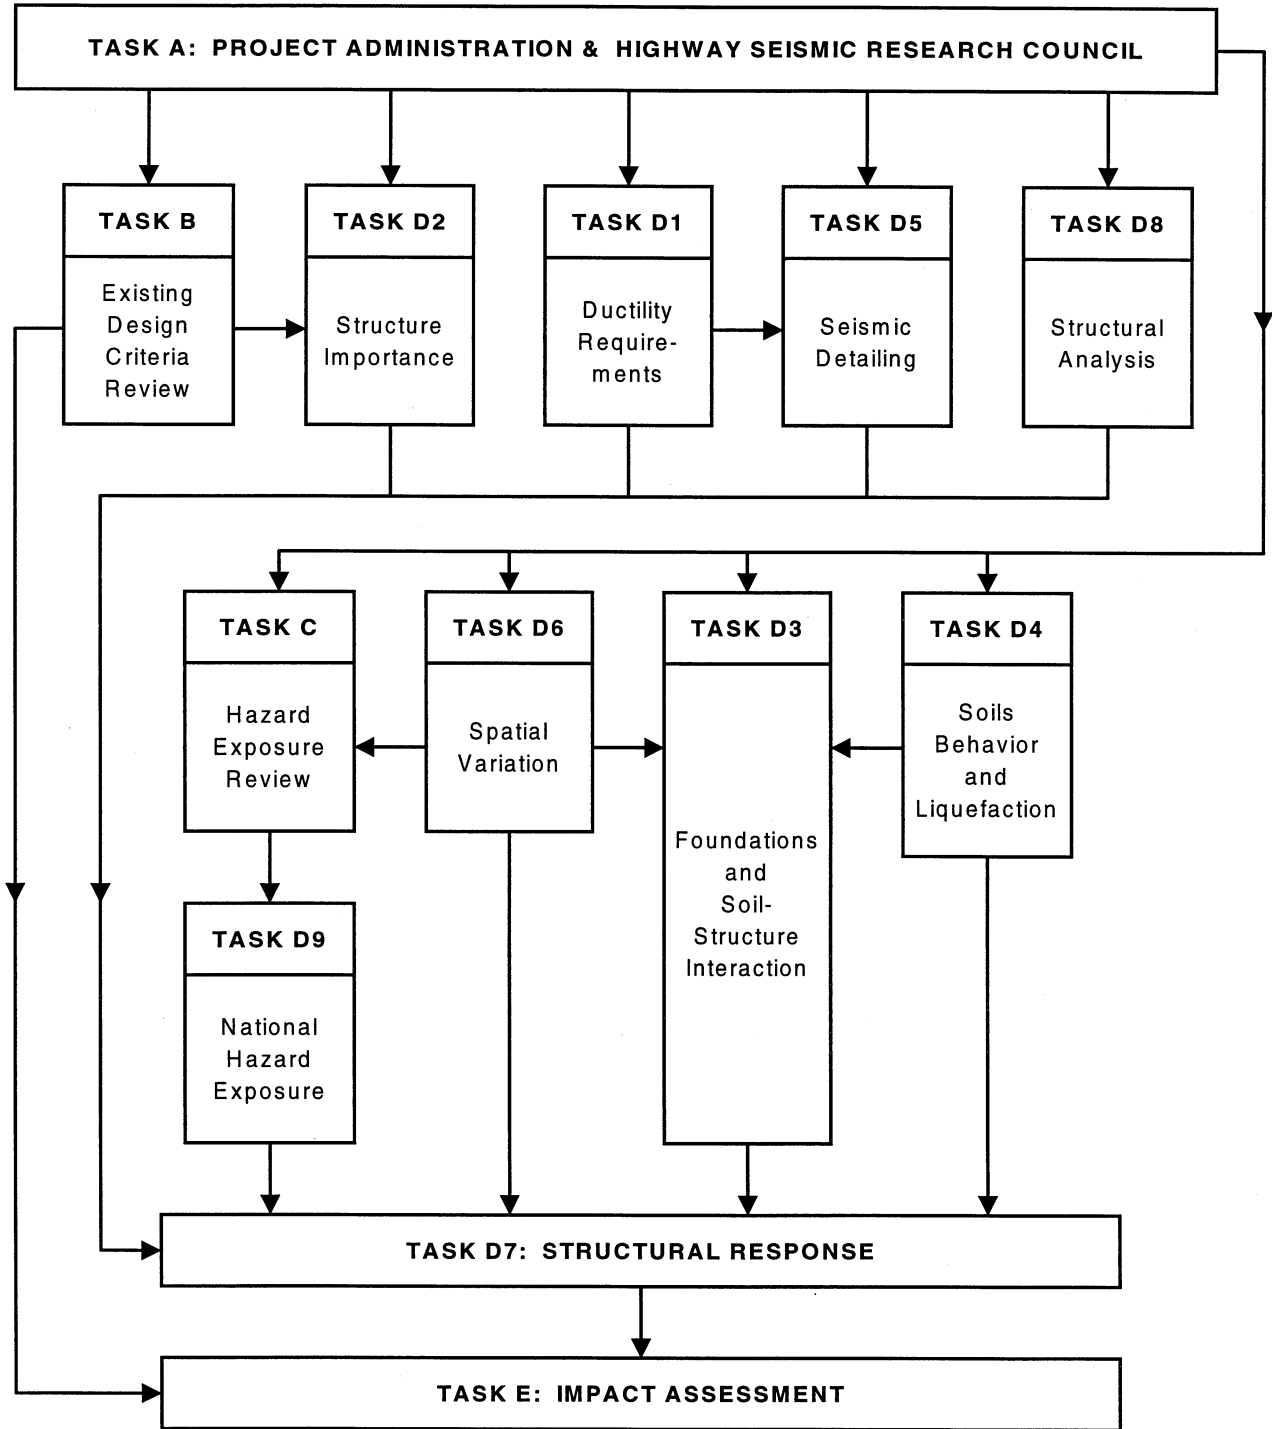 TASK A: PROJECT ADMINISTRATION & HIGHWAY SEISMIC RESEARCH COUNCIL
TASK B
Existing
Design
Criteria
Review
TASK D2
Structure
Importance
TASK D1
Ductility
Require-
ments
TASK D5
Seismic
Detailing
TASK D8
Structural
Analysis
TASK C
Hazard
Exposure
Review
TASK D6
Spatial
Variation
TASK D3
Foundations
and
Soil-
Structure
Interaction
TASK D4
Soils
Behavior
and
Liquefaction
TASK D9
National
Hazard
Exposure
TASK D7: STRUCTURAL RESPONSE
TASK E: IMPACT ASSESSMENT